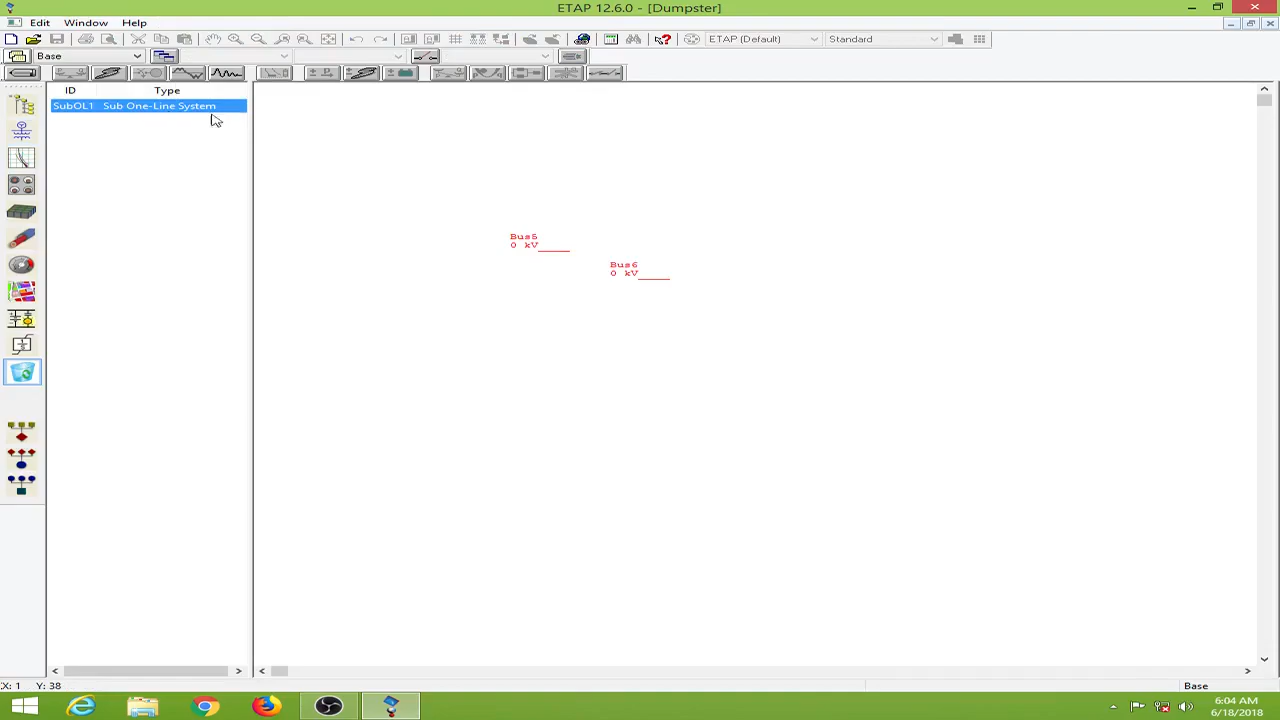 ETAP 12.6.0 - [Dumpster]
Edit Window Help
ETAP (Default) Standard
Base
ID Type
SubOL1 Sub One-Line System
Bus5
0 kV
Bus6
0 kV
X: 1 Y: 38 Base
6:04 AM
6/18/2018